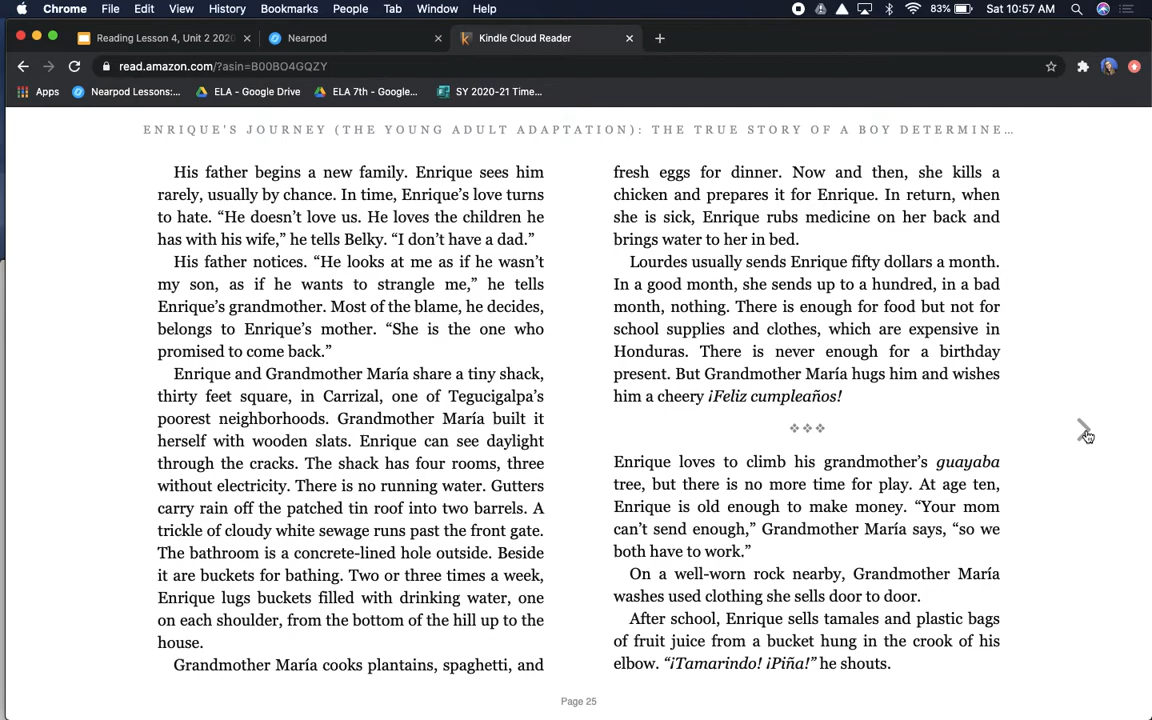 Chrome File Edit View History Bookmarks People Tab Window Help 83% Sat 10:57 AM
Reading Lesson 4, Unit 2 202 Nearpod Kindle Cloud Reader
read.amazon.com/?asin=B00BO4GQZY
Apps Nearpod Lessons:... ELA - Google Drive ELA 7th - Google... SY 2020-21 Time...
ENRIQUE'S JOURNEY (THE YOUNG ADULT ADAPTATION): THE TRUE STORY OF A BOY DETERMINE...
His father begins a new family. Enrique sees him
rarely, usually by chance. In time, Enrique's love turns
to hate. “He doesn't love us. He loves the children he
has with his wife,” he tells Belky. “I don't have a dad.”
His father notices. “He looks at me as if he wasn't
my son, as if he wants to strangle me,” he tells
Enrique's grandmother. Most of the blame, he decides,
belongs to Enrique's mother. “She is the one who
promised to come back.”
Enrique and Grandmother María share a tiny shack,
thirty feet square, in Carrizal, one of Tegucigalpa's
poorest neighborhoods. Grandmother María built it
herself with wooden slats. Enrique can see daylight
through the cracks. The shack has four rooms, three
without electricity. There is no running water. Gutters
carry rain off the patched tin roof into two barrels. A
trickle of cloudy white sewage runs past the front gate.
The bathroom is a concrete-lined hole outside. Beside
it are buckets for bathing. Two or three times a week,
Enrique lugs buckets filled with drinking water, one
on each shoulder, from the bottom of the hill up to the
house.
Grandmother María cooks plantains, spaghetti, and
fresh eggs for dinner. Now and then, she kills a
chicken and prepares it for Enrique. In return, when
she is sick, Enrique rubs medicine on her back and
brings water to her in bed.
Lourdes usually sends Enrique fifty dollars a month.
In a good month, she sends up to a hundred, in a bad
month, nothing. There is enough for food but not for
school supplies and clothes, which are expensive in
Honduras. There is never enough for a birthday
present. But Grandmother María hugs him and wishes
him a cheery ¡Feliz cumpleaños!
Enrique loves to climb his grandmother's guayaba
tree, but there is no more time for play. At age ten,
Enrique is old enough to make money. “Your mom
can't send enough,” Grandmother María says, “so we
both have to work.”
On a well-worn rock nearby, Grandmother María
washes used clothing she sells door to door.
After school, Enrique sells tamales and plastic bags
of fruit juice from a bucket hung in the crook of his
elbow. “¡Tamarindo! ¡Piña!” he shouts.
Page 25